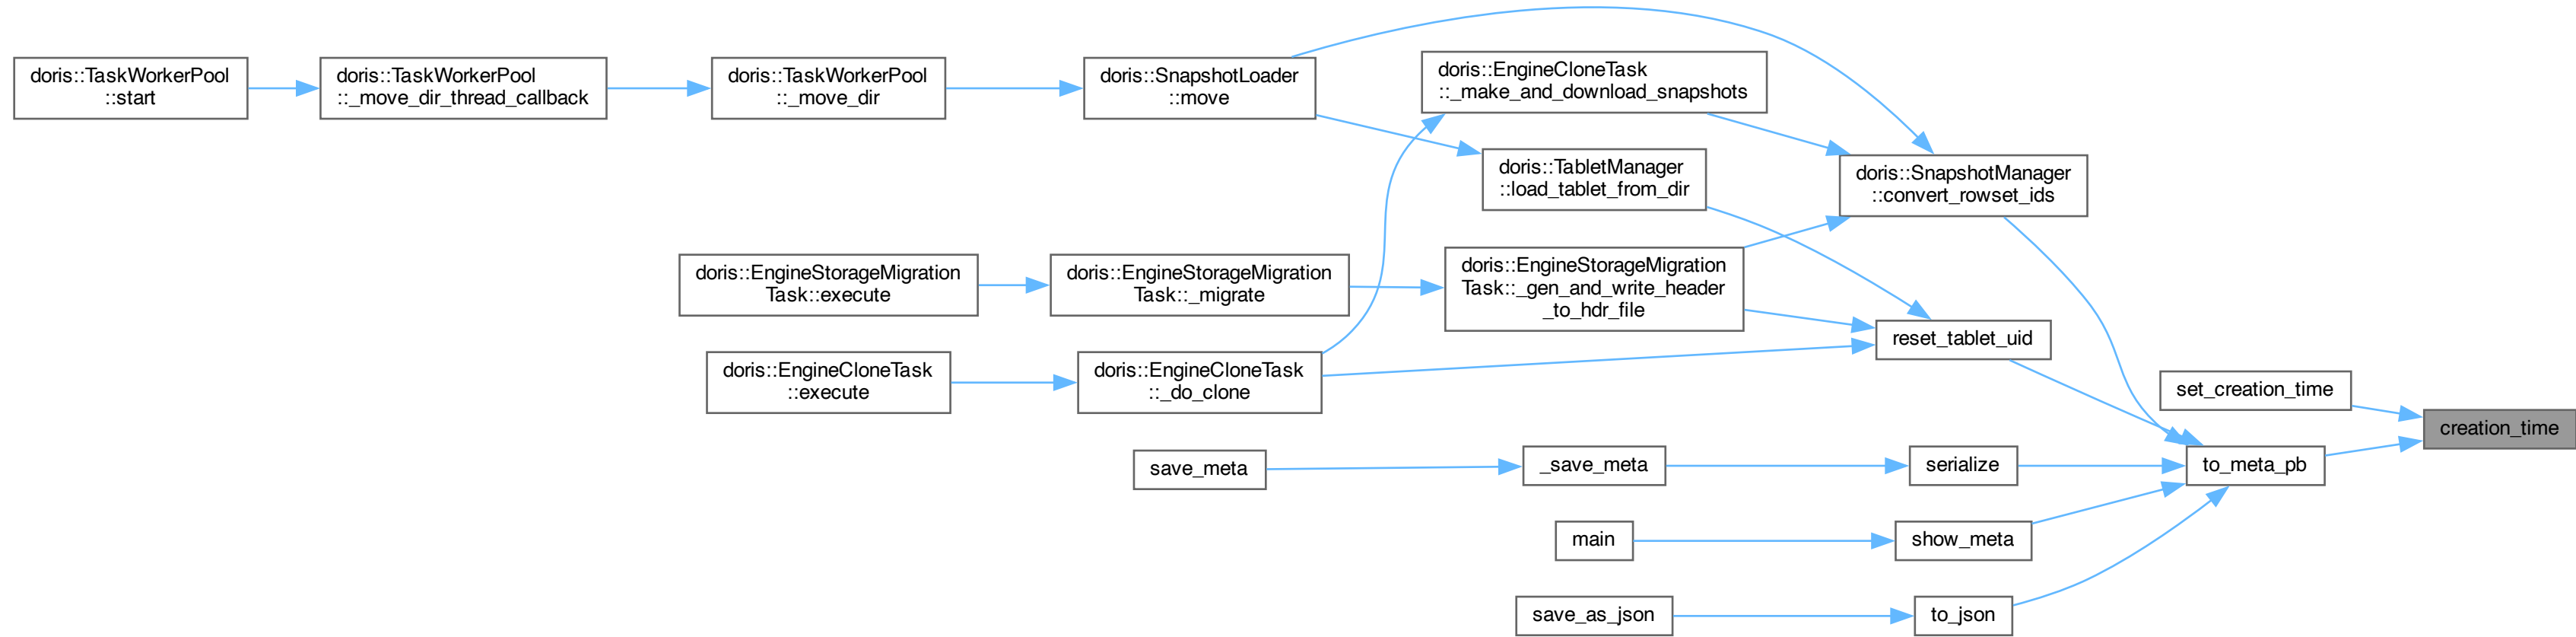 doris::TaskWorkerPool
::start
doris::TaskWorkerPool
::_move_dir_thread_callback
doris::TaskWorkerPool
::_move_dir
doris::SnapshotLoader
::move
doris::EngineCloneTask
::_make_and_download_snapshots
doris::TabletManager
::load_tablet_from_dir
doris::SnapshotManager
::convert_rowset_ids
doris::EngineStorageMigration
Task::execute
doris::EngineStorageMigration
Task::_migrate
doris::EngineStorageMigration
Task::_gen_and_write_header
_to_hdr_file
reset_tablet_uid
doris::EngineCloneTask
::execute
doris::EngineCloneTask
::_do_clone
set_creation_time
creation_time
save_meta
_save_meta
serialize
to_meta_pb
main
show_meta
save_as_json
to_json